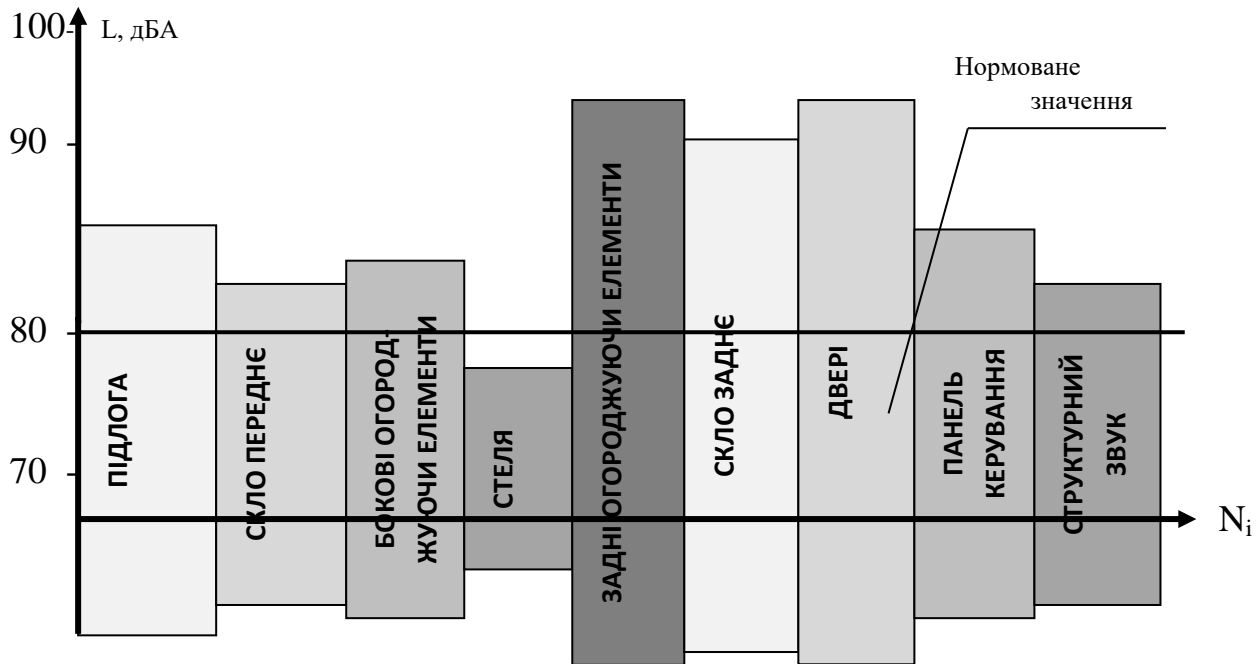 100
L, дБА
Нормоване
значення
90
80
70
ПІДЛОГА
СКЛО ПЕРЕДНЄ
БОКОВІ ОГОРОД-
ЖУЮЧИ ЕЛЕМЕНТИ
СТЕЛЯ
ЗАДНІ ОГОРОДЖУЮЧИ ЕЛЕМЕНТИ
СКЛО ЗАДНЄ
ДВЕРІ
ПАНЕЛЬ
КЕРУВАННЯ
СТРУКТУРНИЙ
ЗВУК
Ni